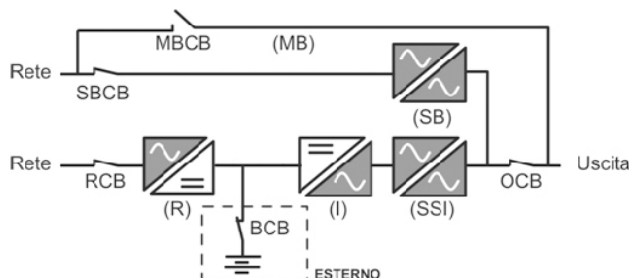 MBCB (MB)
Rete
SBCB
(SB)
Rete Uscita
RCB OCB
(R) (I) (SSI)
BCB
ESTERNO